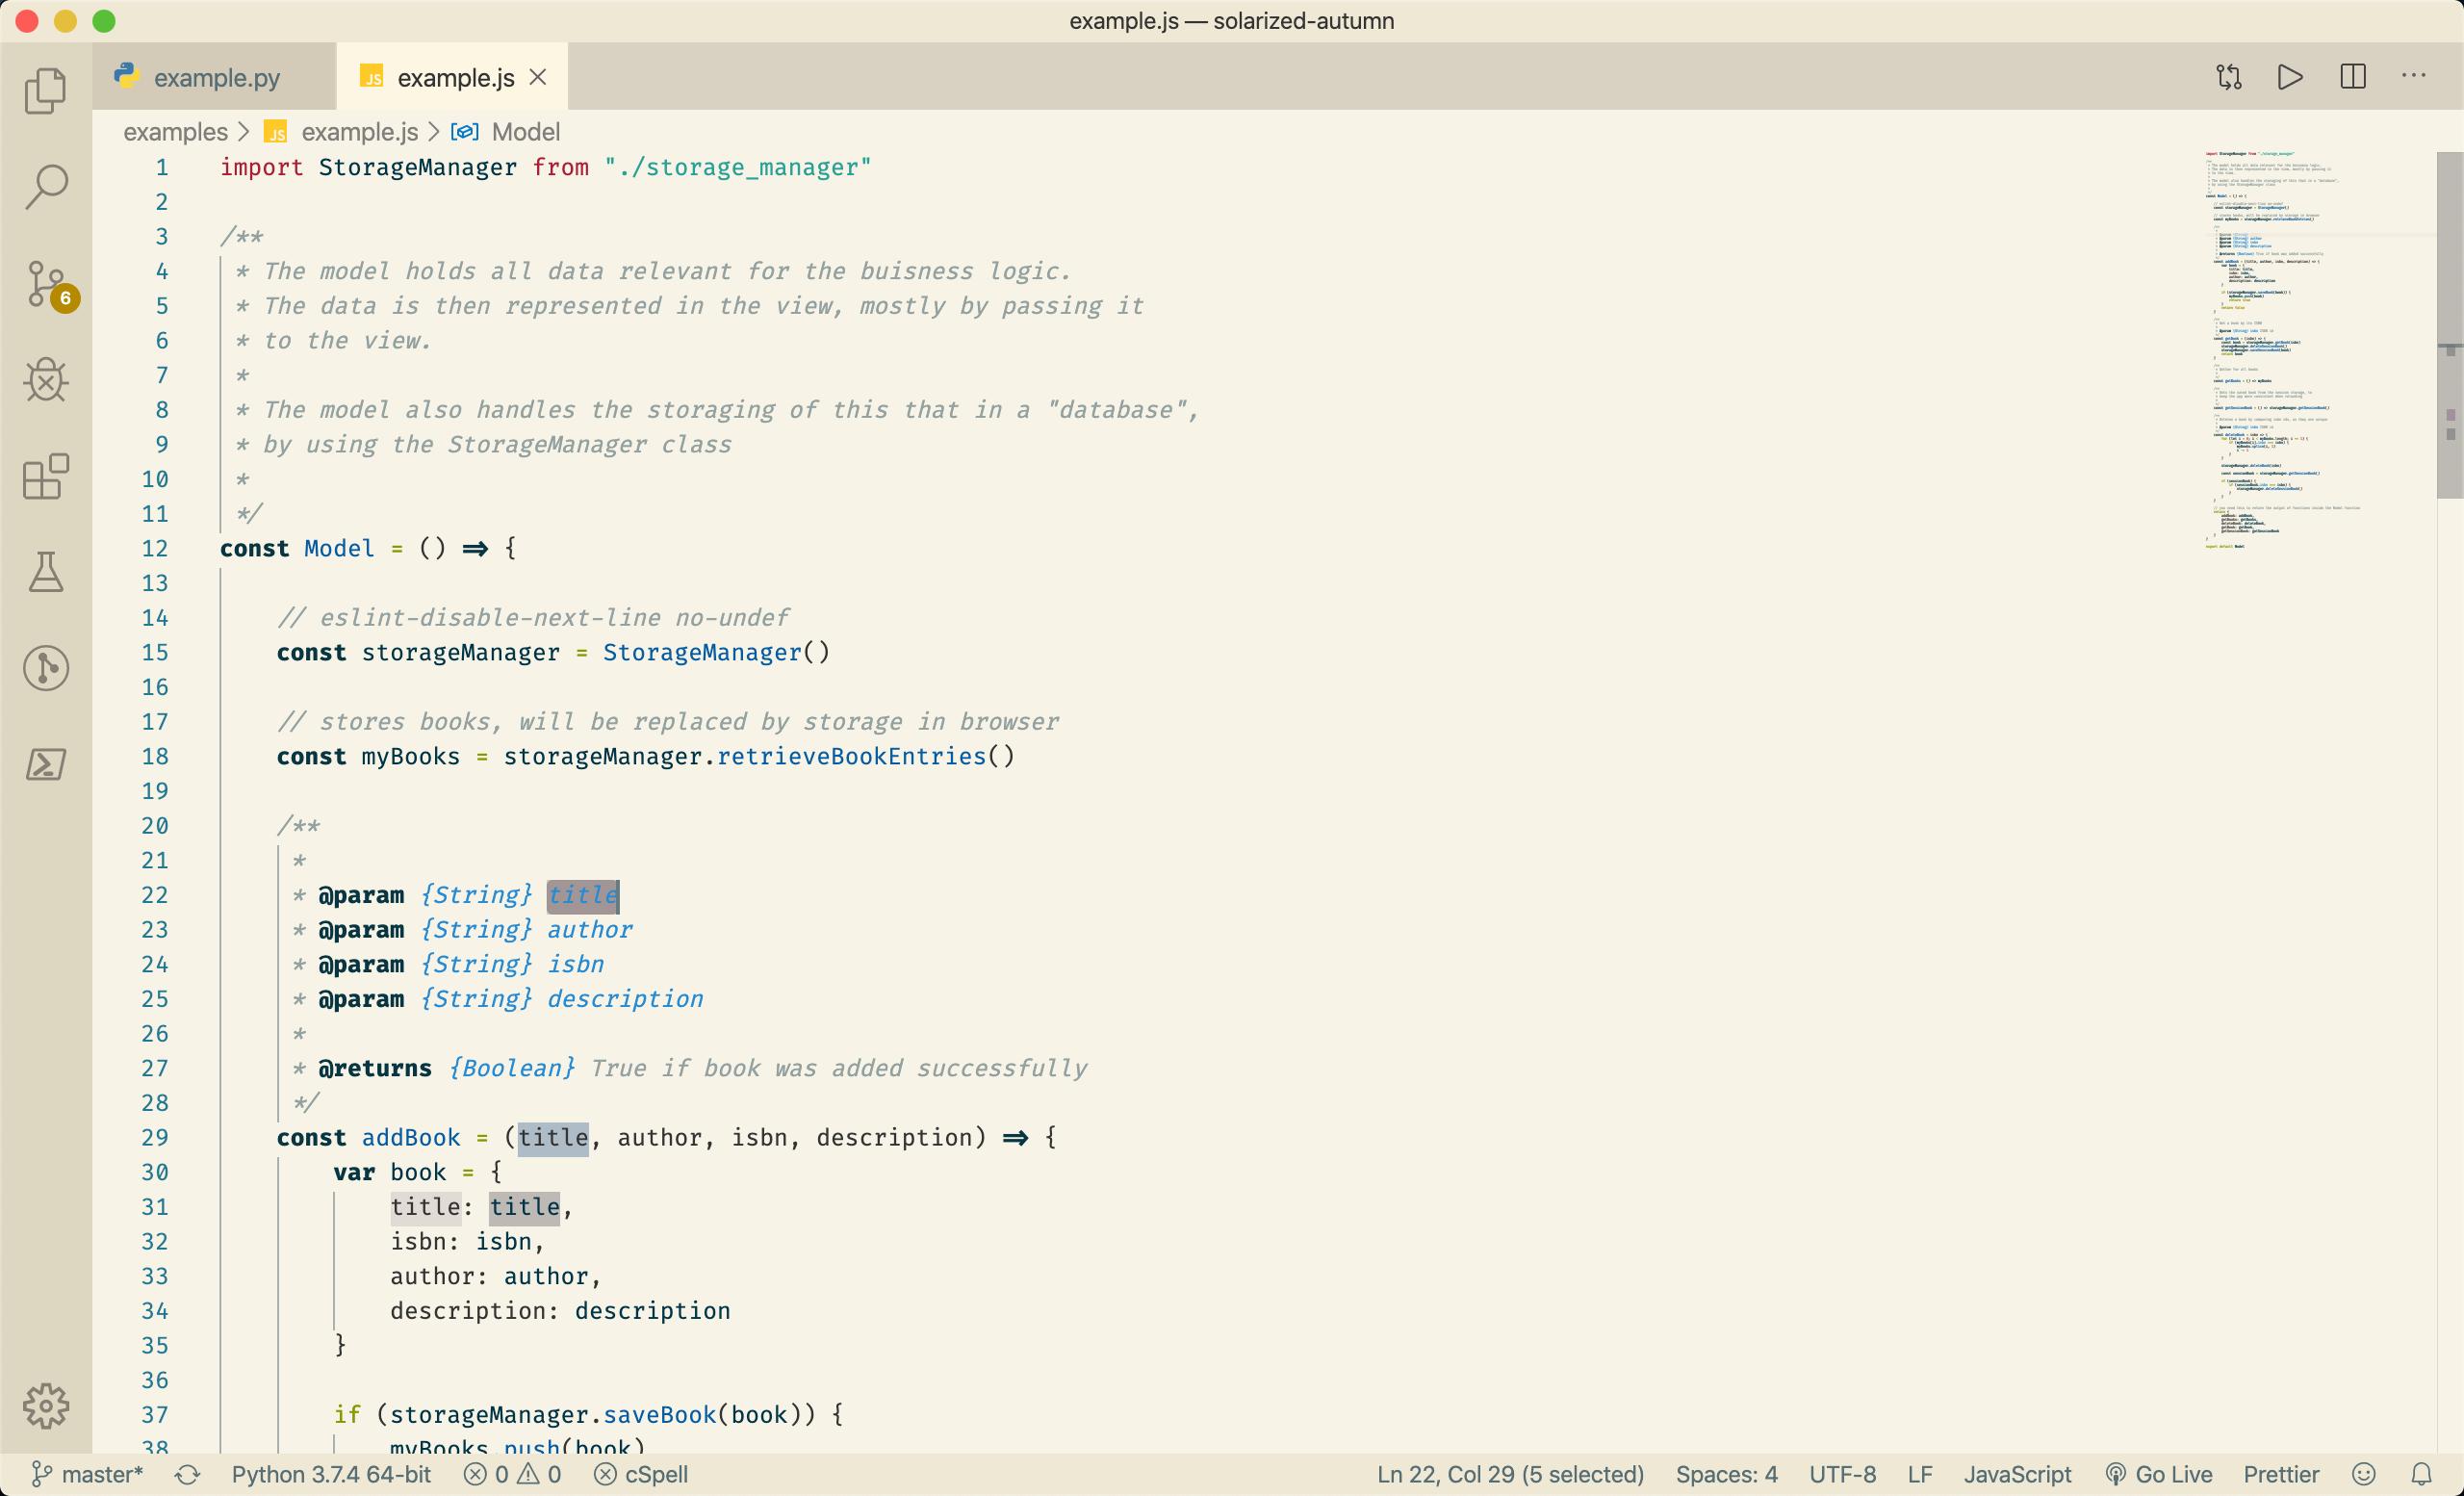 example.js — solarized-autumn
example.py
JS example.js
examples > JS example.js > Model
1 import StorageManager from "./storage_manager"
2
3 /**
4 * The model holds all data relevant for the buisness logic.
5 * The data is then represented in the view, mostly by passing it
6 * to the view.
7 *
8 * The model also handles the storaging of this that in a "database",
9 * by using the StorageManager class
10 *
11 */
12 const Model = () => {
13
14 // eslint-disable-next-line no-undef
15 const storageManager = StorageManager()
16
17 // stores books, will be replaced by storage in browser
18 const myBooks = storageManager.retrieveBookEntries()
19
20 /**
21 *
22 * @param {String} title
23 * @param {String} author
24 * @param {String} isbn
25 * @param {String} description
26 *
27 * @returns {Boolean} True if book was added successfully
28 */
29 const addBook = (title, author, isbn, description) => {
30 var book = {
31 title: title,
32 isbn: isbn,
33 author: author,
34 description: description
35 }
36
37 if (storageManager.saveBook(book)) {
38 myBooks.push(book)
6
master* Python 3.7.4 64-bit 0 0 cSpell Ln 22, Col 29 (5 selected) Spaces: 4 UTF-8 LF JavaScript Go Live Prettier